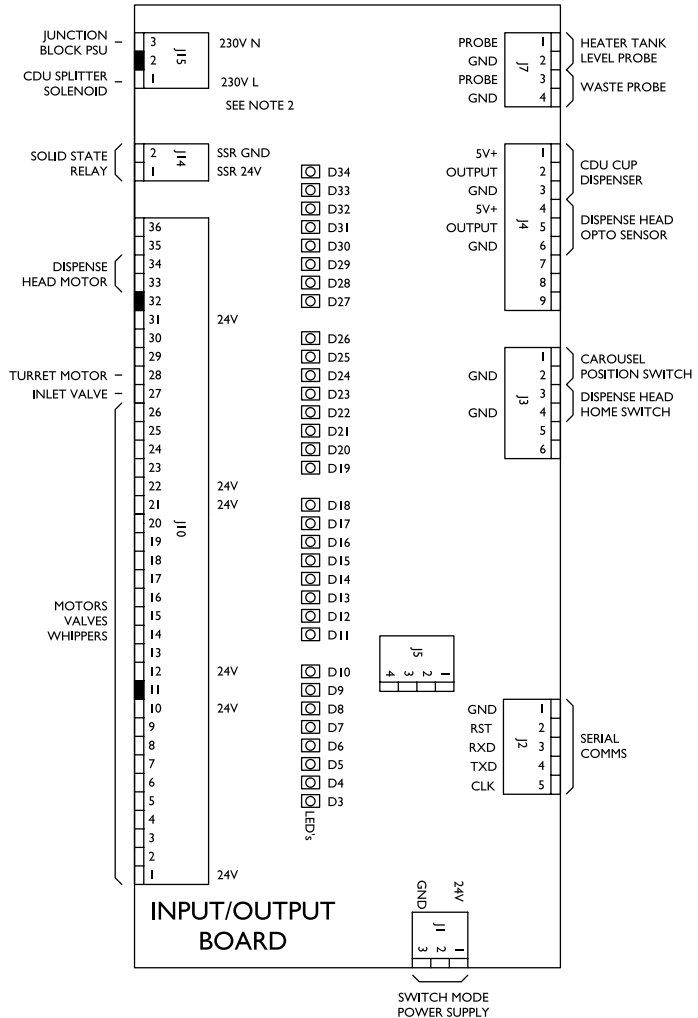 JUNCTION
BLOCK PSU
CDU SPLITTER
SOLENOID
3
2
1
J15
230V N
230V L
SEE NOTE 2
SOLID STATE
RELAY
2
1
J14
SSR GND
SSR 24V
DISPENSE
HEAD MOTOR
TURRET MOTOR
INLET VALVE
MOTORS
VALVES
WHIPPERS
36
35
34
33
32
31 24V
30
29
28
27
26
25
24
23
22 24V
21 24V
20
19
18
17
16
15
14
13
12 24V
11
10 24V
9
8
7
6
5
4
3
2
1 24V
J10
D34
D33
D32
D31
D30
D29
D28
D27
D26
D25
D24
D23
D22
D21
D20
D19
D18
D17
D16
D15
D14
D13
D12
D11
D10
D9
D8
D7
D6
D5
D4
D3
LED's
PROBE 1
GND 2
PROBE 3
GND 4
J7
HEATER TANK
LEVEL PROBE
WASTE PROBE
5V+ 1
OUTPUT 2
GND 3
5V+ 4
OUTPUT 5
GND 6
7
8
9
J4
CDU CUP
DISPENSER
DISPENSE HEAD
OPTO SENSOR
1
GND 2
3
GND 4
5
6
J3
CAROUSEL
POSITION SWITCH
DISPENSE HEAD
HOME SWITCH
J5
4 3 2 1
GND 1
RST 2
RXD 3
TXD 4
CLK 5
J2
SERIAL
COMMS
GND 24V
J1
3 2 1
SWITCH MODE
POWER SUPPLY
INPUT/OUTPUT
BOARD